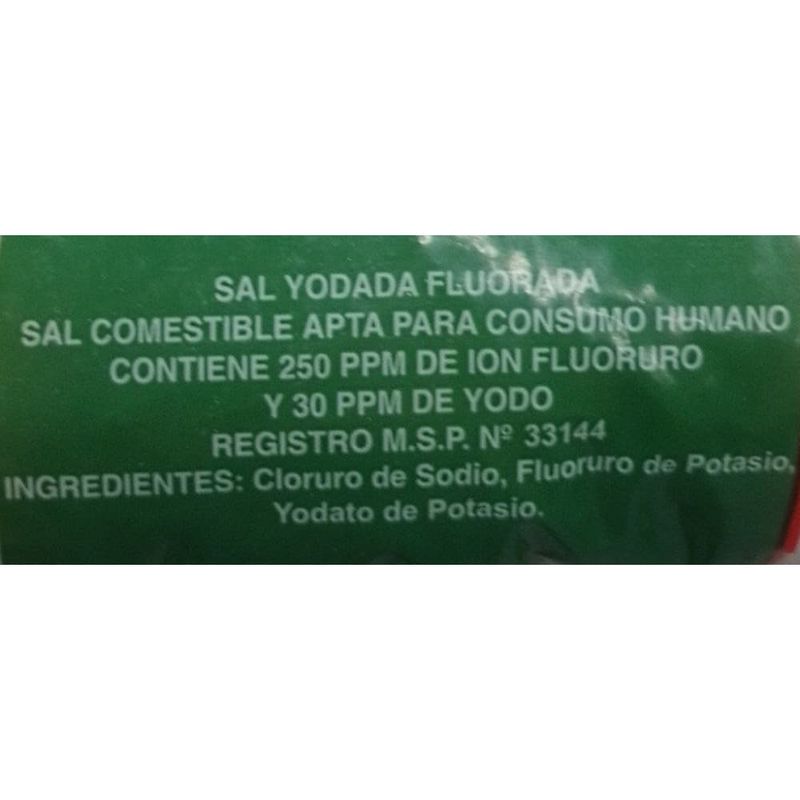 SAL YODADA FLUORADA
SAL COMESTIBLE APTA PARA CONSUMO HUMANO
CONTIENE 250 PPM DE ION FLUORURO
Y 30 PPM DE YODO
REGISTRO M.S.P. Nº 33144
INGREDIENTES: Cloruro de Sodio, Fluoruro de Potasio,
Yodato de Potasio.